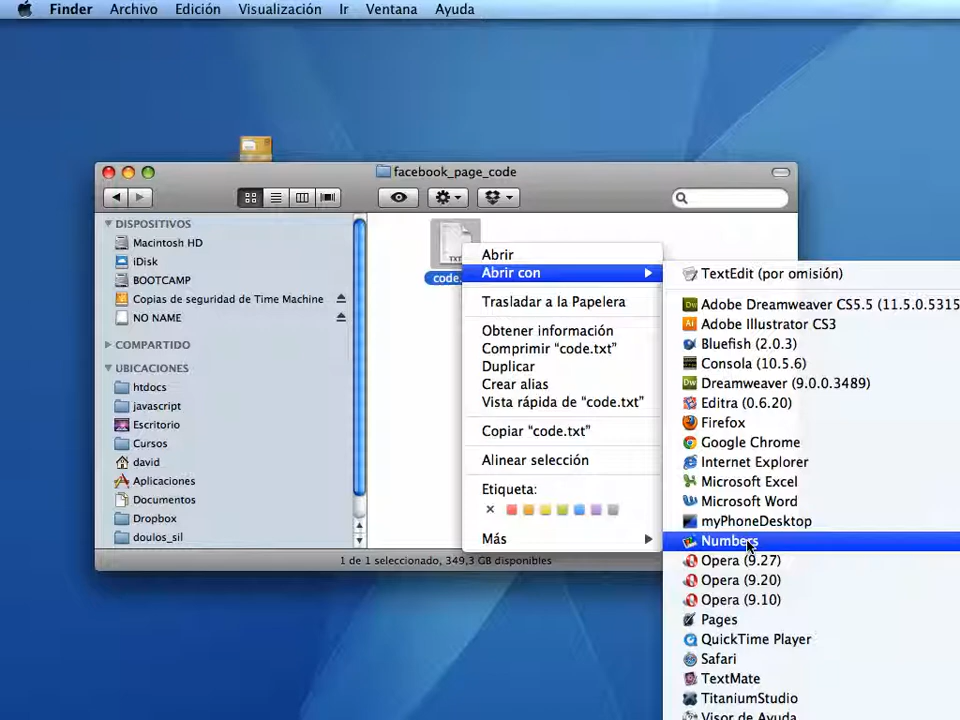 Finder Archivo Edición Visualización Ir Ventana Ayuda
facebook_page_code
DISPOSITIVOS
Macintosh HD
iDisk
BOOTCAMP
Copias de seguridad de Time Machine
NO NAME
COMPARTIDO
UBICACIONES
htdocs
javascript
Escritorio
Cursos
david
Aplicaciones
Documentos
Dropbox
doulos_sil
TXT
code.
1 de 1 seleccionado, 349,3 GB disponibles
Abrir
Abrir con
Trasladar a la Papelera
Obtener información
Comprimir “code.txt”
Duplicar
Crear alias
Vista rápida de “code.txt”
Copiar “code.txt”
Alinear selección
Etiqueta:
Más
TextEdit (por omisión)
Adobe Dreamweaver CS5.5 (11.5.0.5315
Adobe Illustrator CS3
Bluefish (2.0.3)
Consola (10.5.6)
Dreamweaver (9.0.0.3489)
Editra (0.6.20)
Firefox
Google Chrome
Internet Explorer
Microsoft Excel
Microsoft Word
myPhoneDesktop
Numbers
Opera (9.27)
Opera (9.20)
Opera (9.10)
Pages
QuickTime Player
Safari
TextMate
TitaniumStudio
Visor de Ayuda